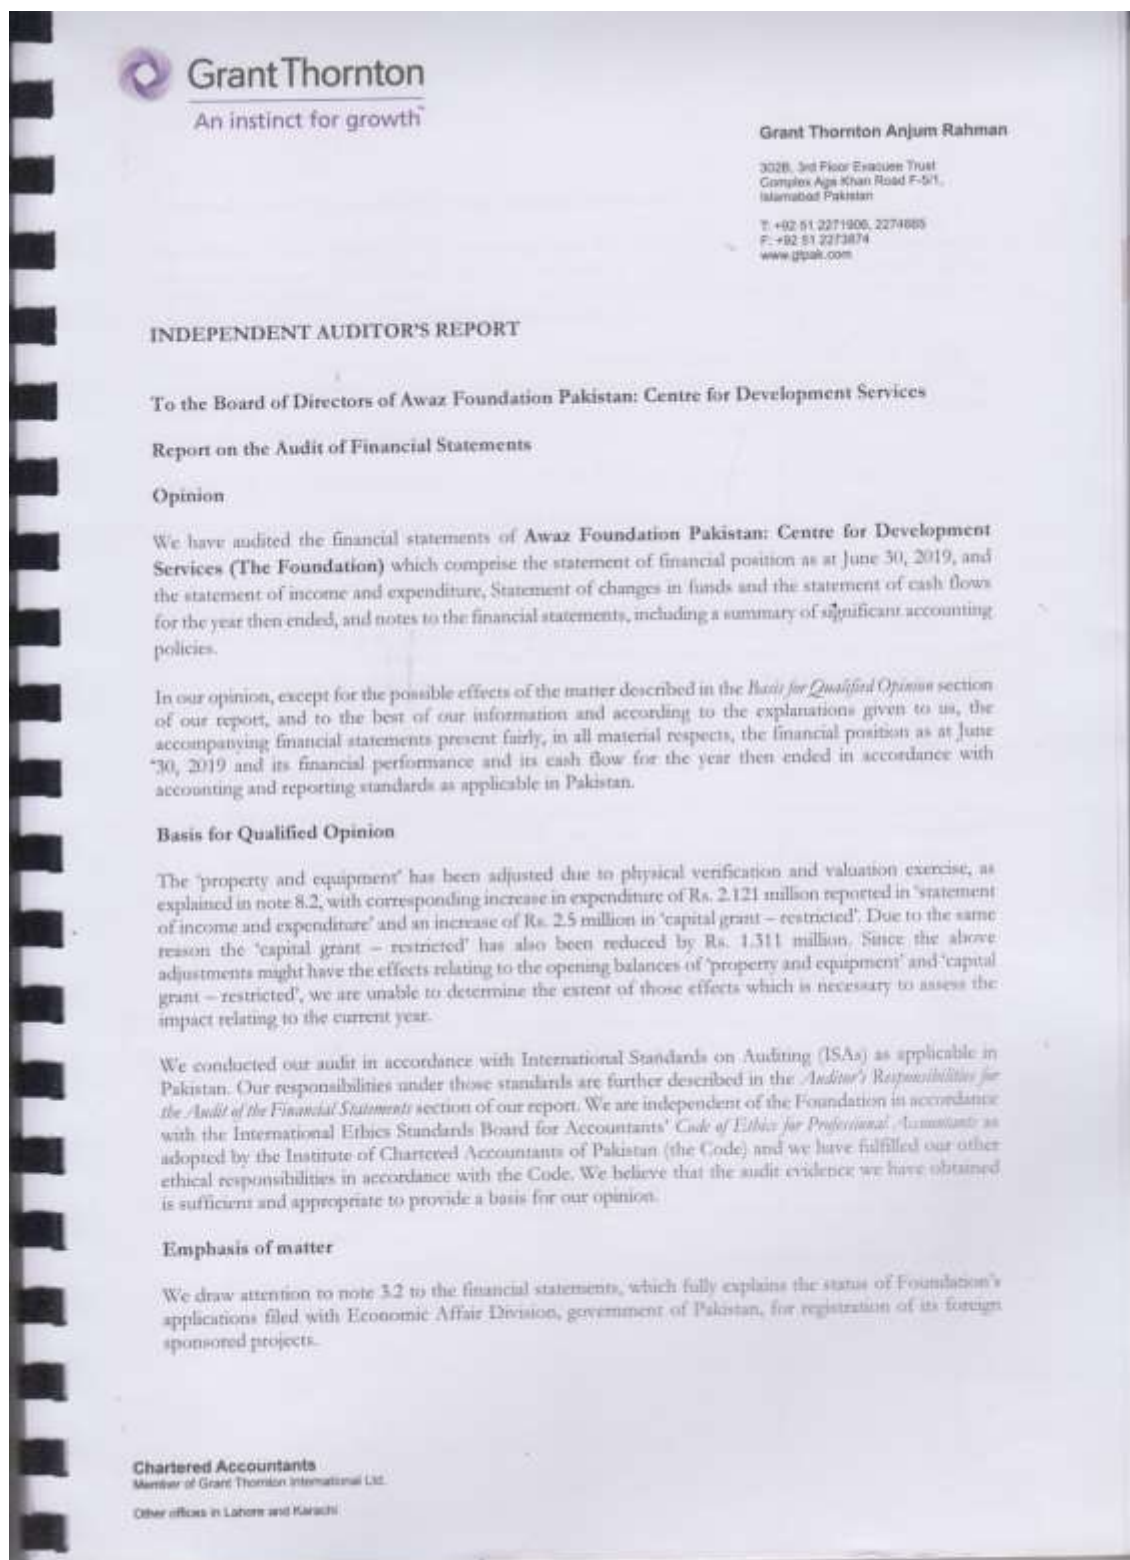 GrantThornton
An instinct for growth™
Grant Thornton Anjum Rahman
302B, 3rd Floor Evacuee Trust
Complex Aga Khan Road F-5/1,
Islamabad Pakistan
T: +92 51 2271906, 2274665
F: +92 51 2273874
www.gtpak.com
INDEPENDENT AUDITOR'S REPORT
To the Board of Directors of Awaz Foundation Pakistan: Centre for Development Services
Report on the Audit of Financial Statements
Opinion
We have audited the financial statements of Awaz Foundation Pakistan: Centre for Development
Services (The Foundation) which comprise the statement of financial position as at June 30, 2019, and
the statement of income and expenditure, Statement of changes in funds and the statement of cash flows
for the year then ended, and notes to the financial statements, including a summary of significant accounting
policies.
In our opinion, except for the possible effects of the matter described in the Basis for Qualified Opinion section
of our report, and to the best of our information and according to the explanations given to us, the
accompanying financial statements present fairly, in all material respects, the financial position as at June
30, 2019 and its financial performance and its cash flow for the year then ended in accordance with
accounting and reporting standards as applicable in Pakistan.
Basis for Qualified Opinion
The 'property and equipment' has been adjusted due to physical verification and valuation exercise, as
explained in note 8.2, with corresponding increase in expenditure of Rs. 2.121 million reported in 'statement
of income and expenditure' and an increase of Rs. 2.5 million in 'capital grant – restricted'. Due to the same
reason the 'capital grant – restricted' has also been reduced by Rs. 1.311 million. Since the above
adjustments might have the effects relating to the opening balances of 'property and equipment' and 'capital
grant – restricted', we are unable to determine the extent of those effects which is necessary to assess the
impact relating to the current year.
We conducted our audit in accordance with International Standards on Auditing (ISAs) as applicable in
Pakistan. Our responsibilities under those standards are further described in the Auditor's Responsibilities for
the Audit of the Financial Statements section of our report. We are independent of the Foundation in accordance
with the International Ethics Standards Board for Accountants' Code of Ethics for Professional Accountants as
adopted by the Institute of Chartered Accountants of Pakistan (the Code) and we have fulfilled our other
ethical responsibilities in accordance with the Code. We believe that the audit evidence we have obtained
is sufficient and appropriate to provide a basis for our opinion.
Emphasis of matter
We draw attention to note 3.2 to the financial statements, which fully explains the status of Foundation's
applications filed with Economic Affair Division, government of Pakistan, for registration of its foreign
sponsored projects.
Chartered Accountants
Member of Grant Thornton International Ltd.
Other offices in Lahore and Karachi